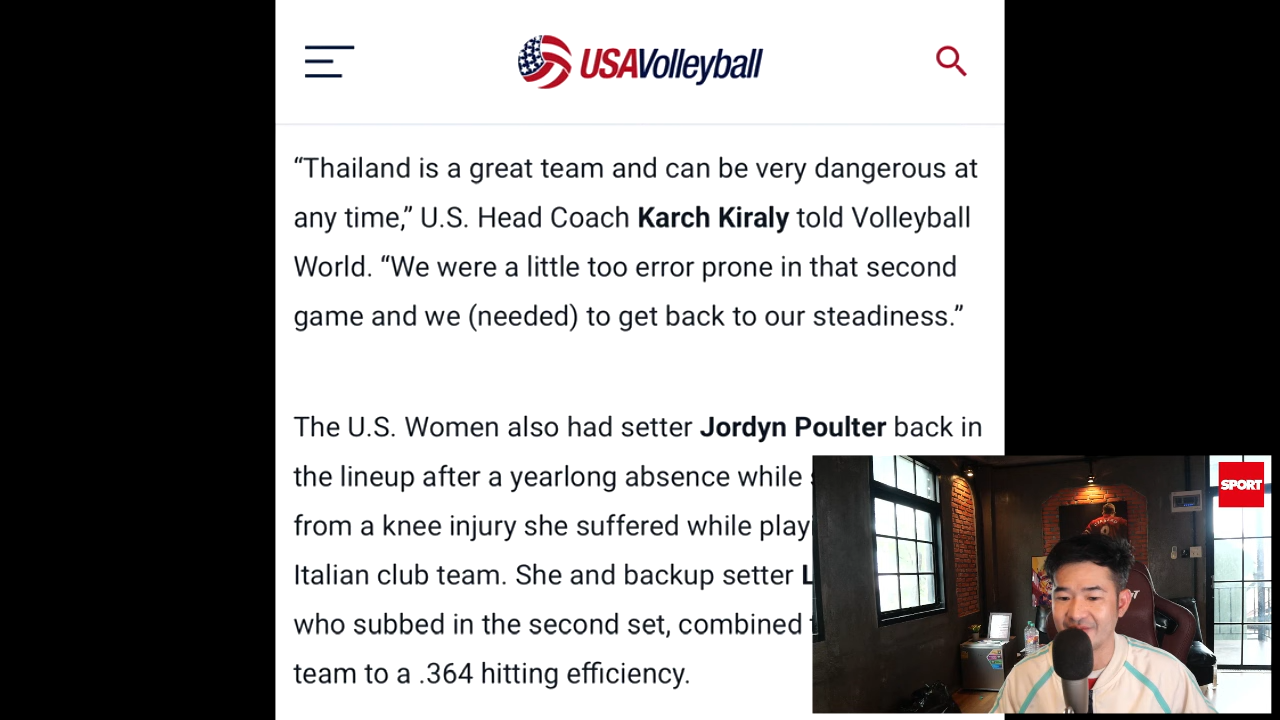 USAVolleyball
“Thailand is a great team and can be very dangerous at
any time,” U.S. Head Coach Karch Kiraly told Volleyball
World. “We were a little too error prone in that second
game and we (needed) to get back to our steadiness.”
The U.S. Women also had setter Jordyn Poulter back in
the lineup after a yearlong absence while
from a knee injury she suffered while play
Italian club team. She and backup setter L
who subbed in the second set, combined
team to a .364 hitting efficiency.
SPORT